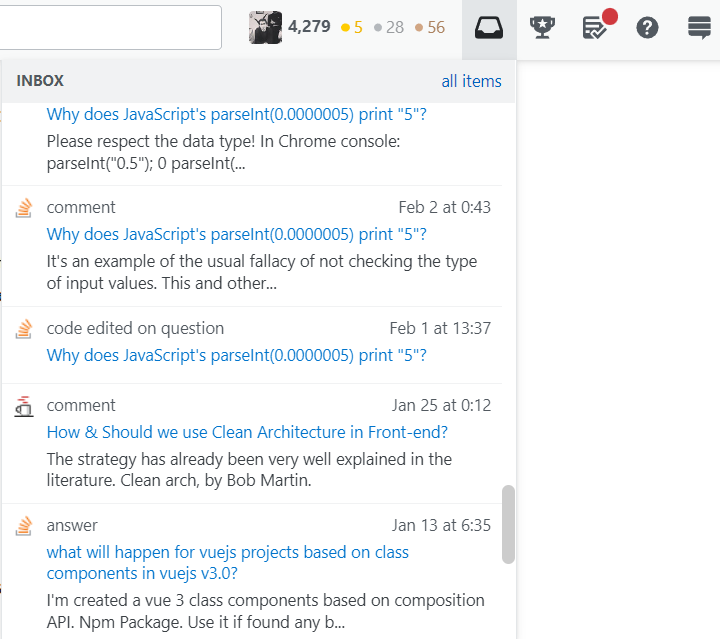 4,279 5 28 56
INBOX all items
Why does JavaScript's parseInt(0.0000005) print "5"?
Please respect the data type! In Chrome console:
parseInt("0.5"); 0 parseInt(...
comment Feb 2 at 0:43
Why does JavaScript's parseInt(0.0000005) print "5"?
It's an example of the usual fallacy of not checking the type
of input values. This and other...
code edited on question Feb 1 at 13:37
Why does JavaScript's parseInt(0.0000005) print "5"?
comment Jan 25 at 0:12
How & Should we use Clean Architecture in Front-end?
The strategy has already been very well explained in the
literature. Clean arch, by Bob Martin.
answer Jan 13 at 6:35
what will happen for vuejs projects based on class
components in vuejs v3.0?
I'm created a vue 3 class components based on composition
API. Npm Package. Use it if found any b...